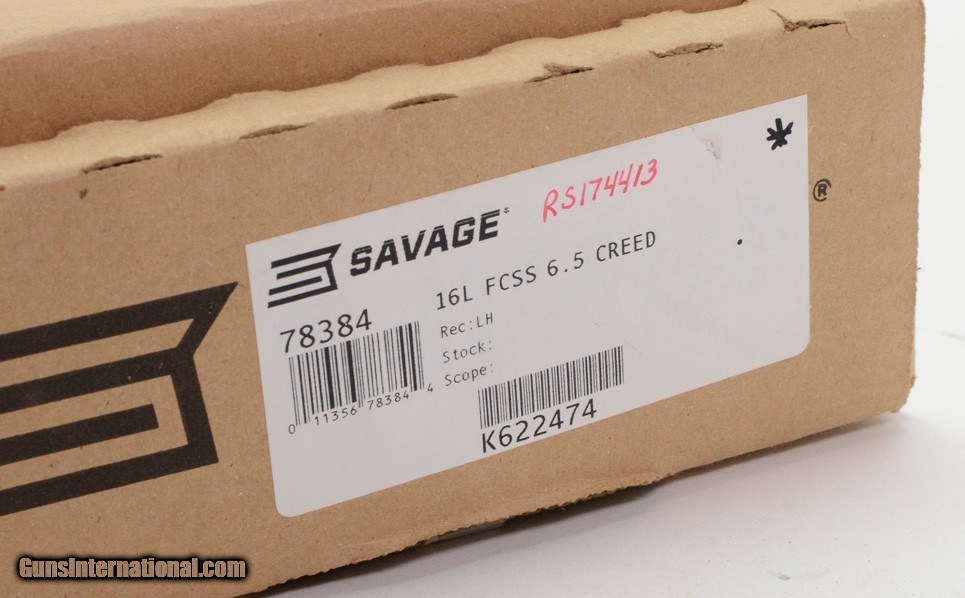 SAVAGE
RS174413
®
16L FCSS 6.5 CREED
78384
Rec:LH
Stock:
Scope:
0 11356 78384 4
K622474
GunsInternational.com